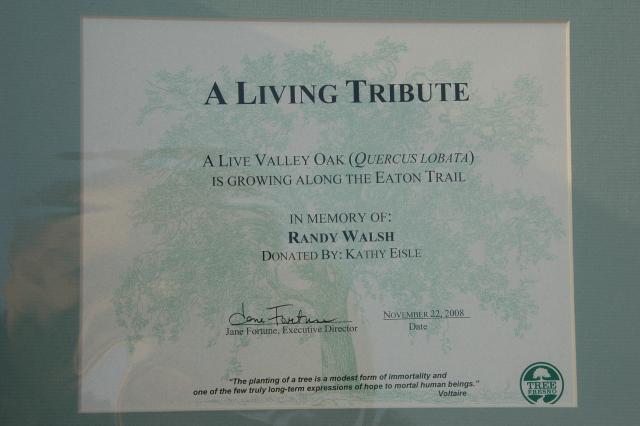 A LIVING TRIBUTE
A LIVE VALLEY OAK (QUERCUS LOBATA)
IS GROWING ALONG THE EATON TRAIL
IN MEMORY OF:
RANDY WALSH
DONATED BY: KATHY EISLE
Jane Fortune
Jane Fortune, Executive Director
NOVEMBER 22, 2008
Date
"The planting of a tree is a modest form of immortality and
one of the few truly long-term expressions of hope to mortal human beings."
Voltaire
TREE
FRESNO